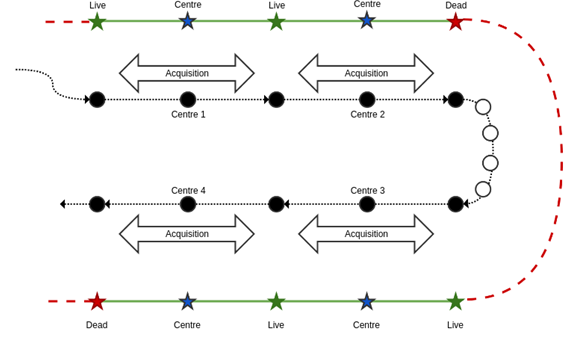 Live Centre Live Centre Dead
Acquisition Acquisition
Centre 1 Centre 2
Centre 4 Centre 3
Acquisition Acquisition
Dead Centre Live Centre Live